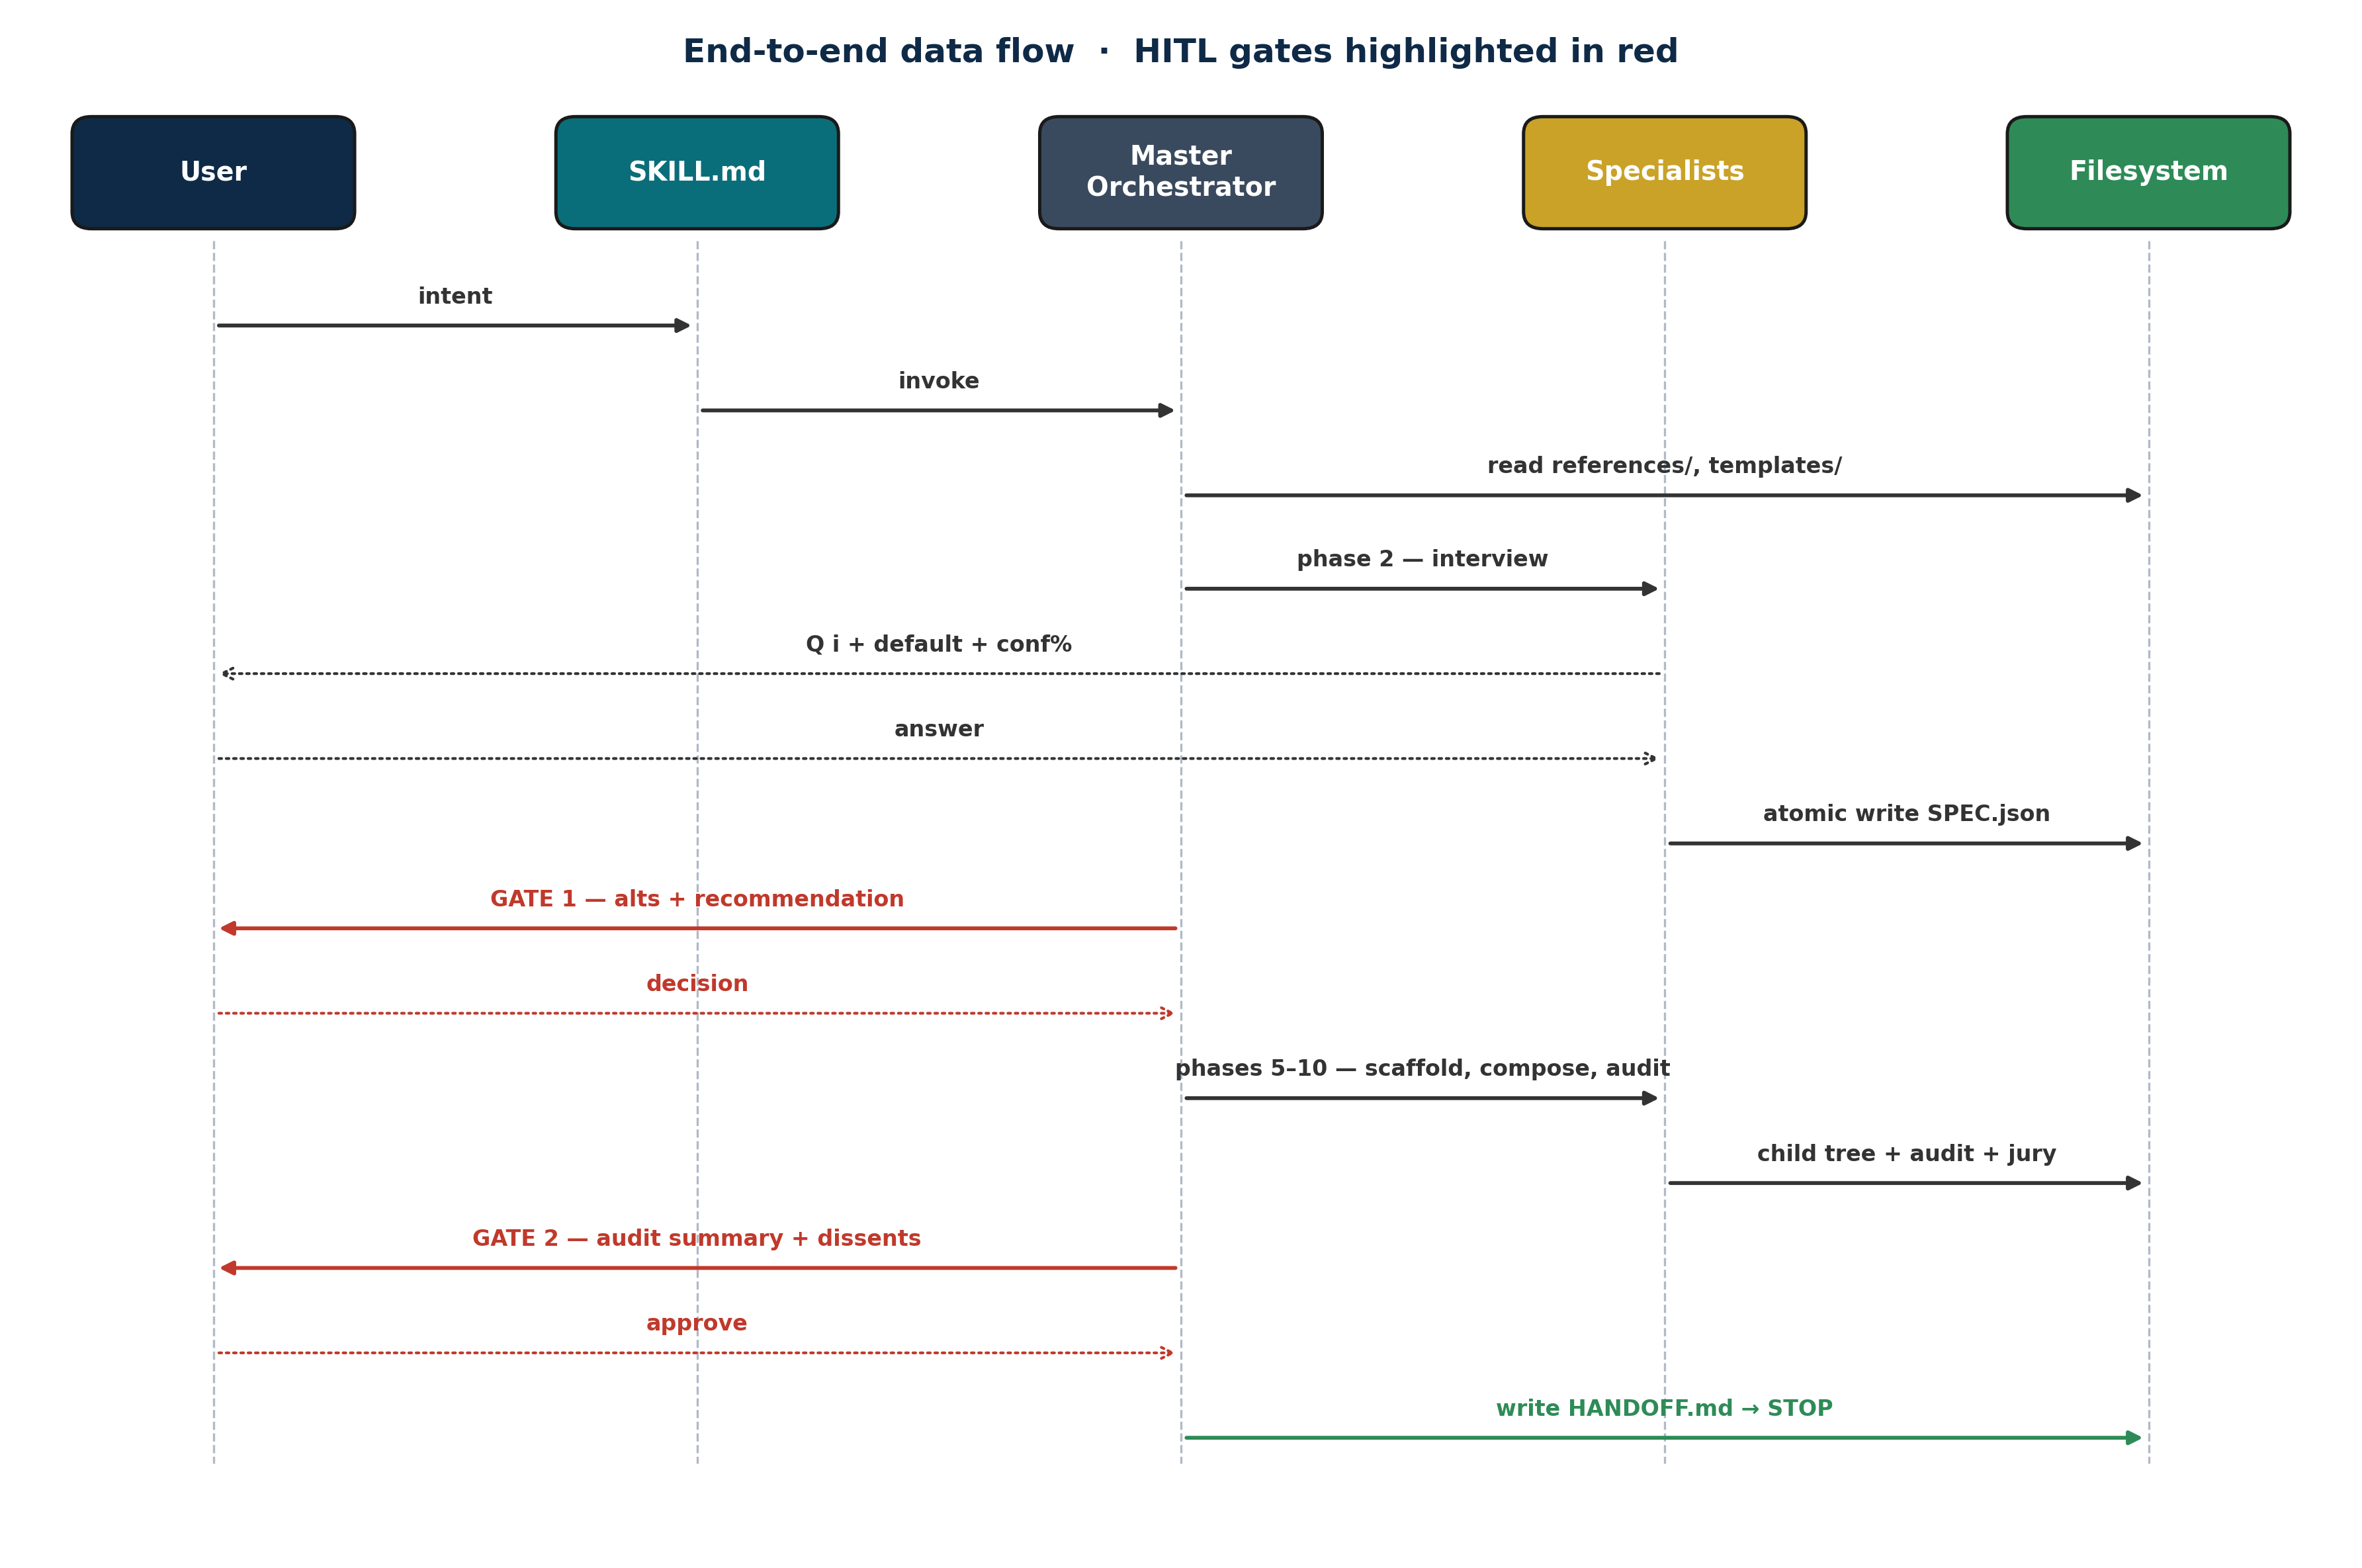 End-to-end data flow · HITL gates highlighted in red
User
SKILL.md
Master
Orchestrator
Specialists
Filesystem
intent
invoke
read references/, templates/
phase 2 — interview
Q i + default + conf%
answer
atomic write SPEC.json
GATE 1 — alts + recommendation
decision
phases 5–10 — scaffold, compose, audit
child tree + audit + jury
GATE 2 — audit summary + dissents
approve
write HANDOFF.md → STOP